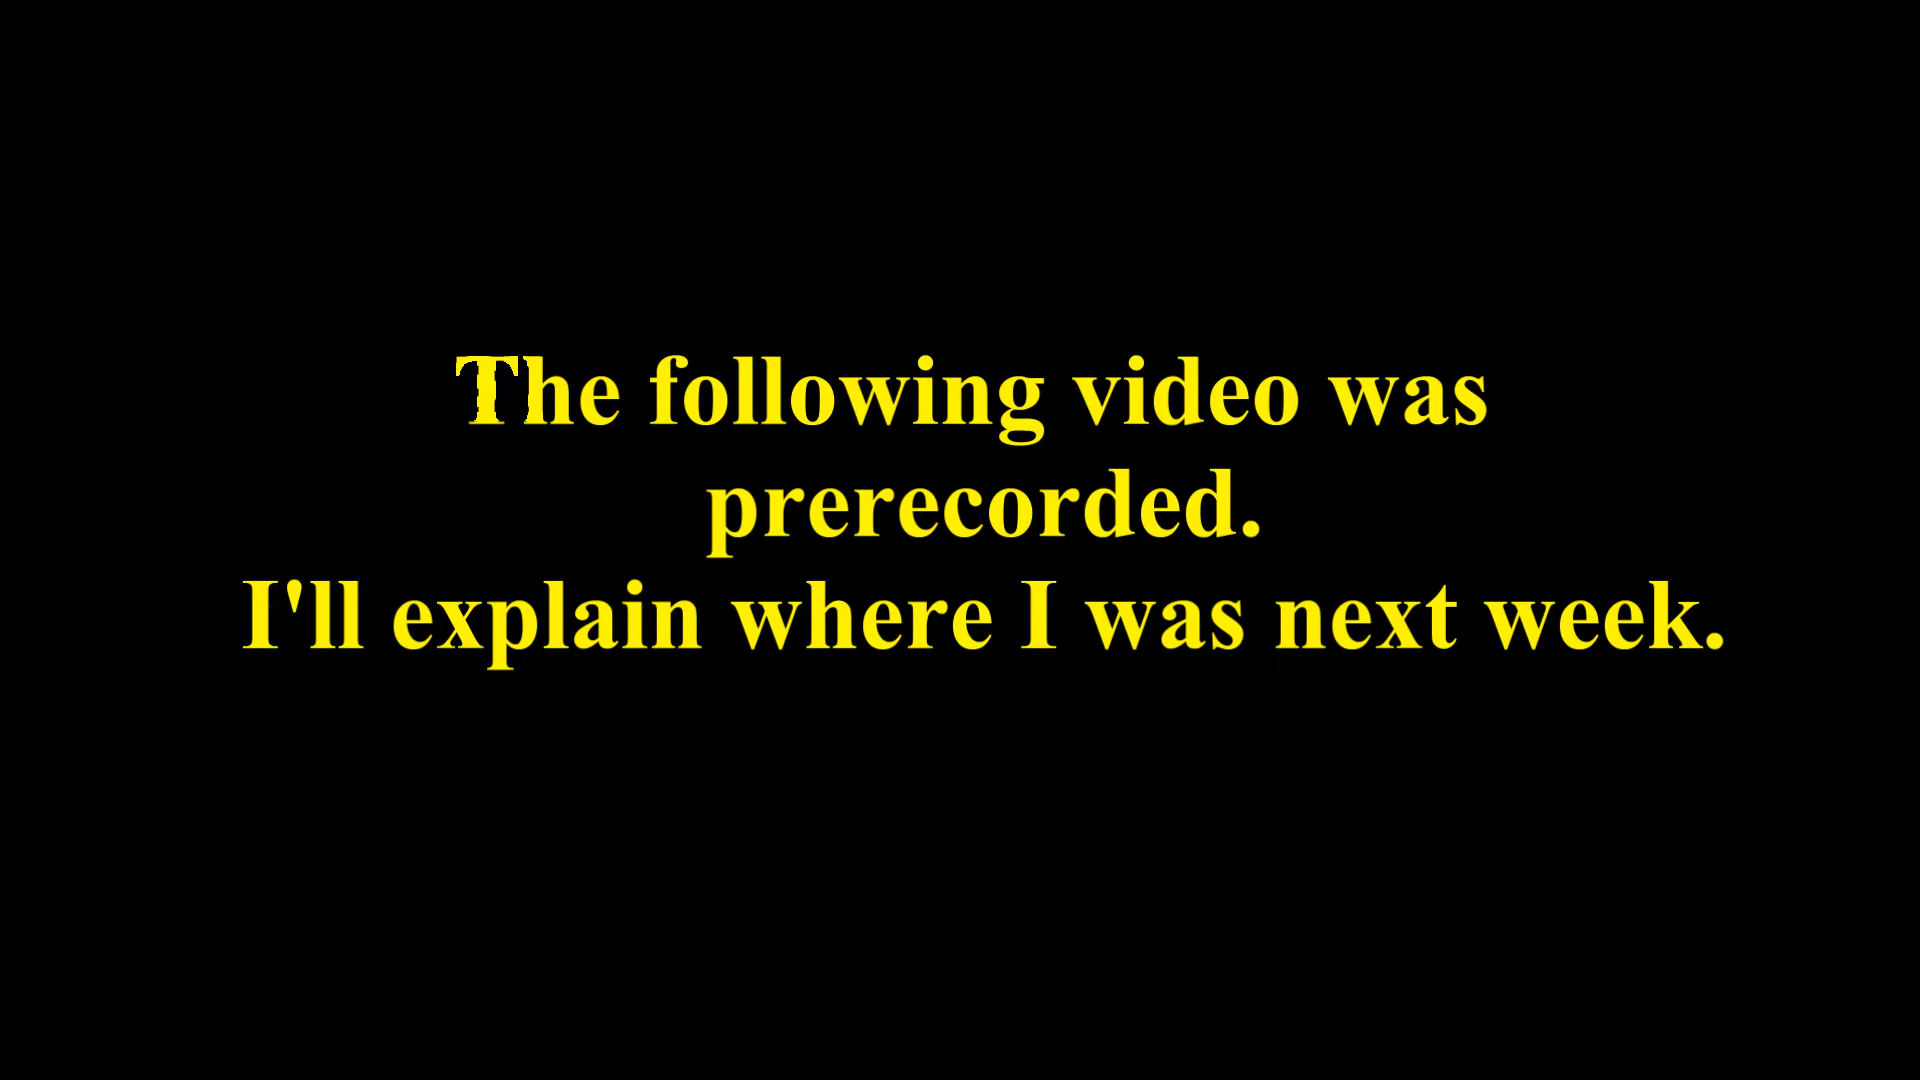 The following video was
prerecorded.
I'll explain where I was next week.